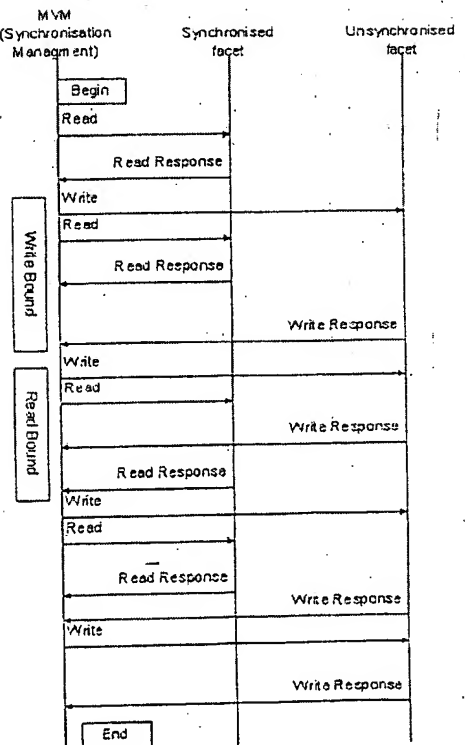 MVM
(Synchronisation
Managment)
Synchronised
facet
Unsynchronised
facet
Begin
Read
Read Response
Write
Read
Read Response
Write Bound
Write Response
Write
Read
Read Bound
Write Response
Read Response
Write
Read
Read Response
Write Response
Write
Write Response
End